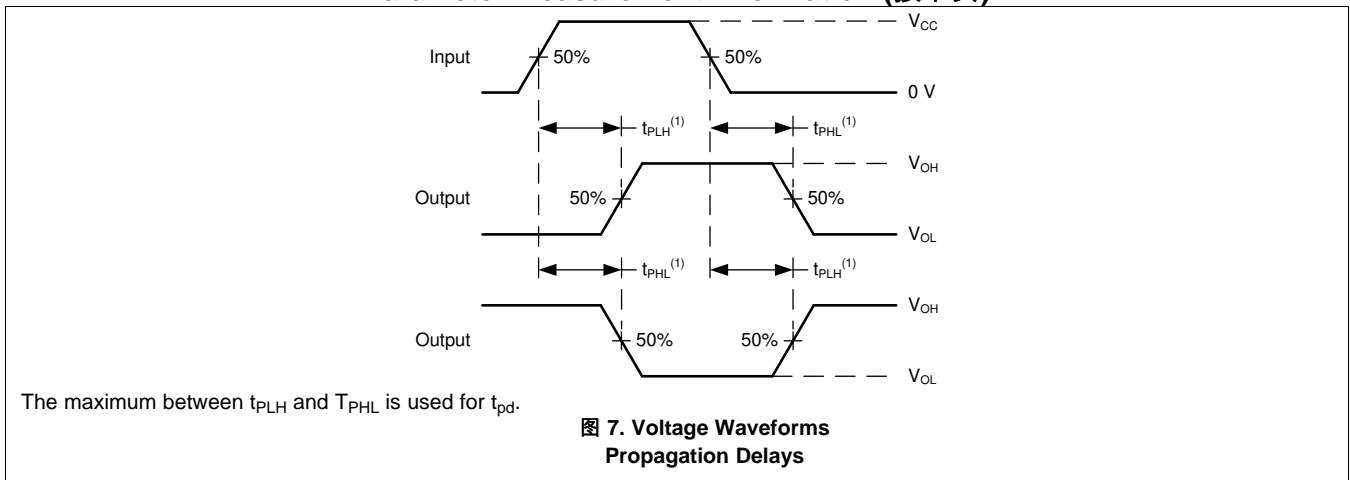 V_CC
Input 50% 50%
0 V
t_PLH^(1) t_PHL^(1)
V_OH
Output 50% 50%
V_OL
t_PHL^(1) t_PLH^(1)
V_OH
Output 50% 50%
V_OL
The maximum between t_PLH and T_PHL is used for t_pd.
图 7. Voltage Waveforms
Propagation Delays